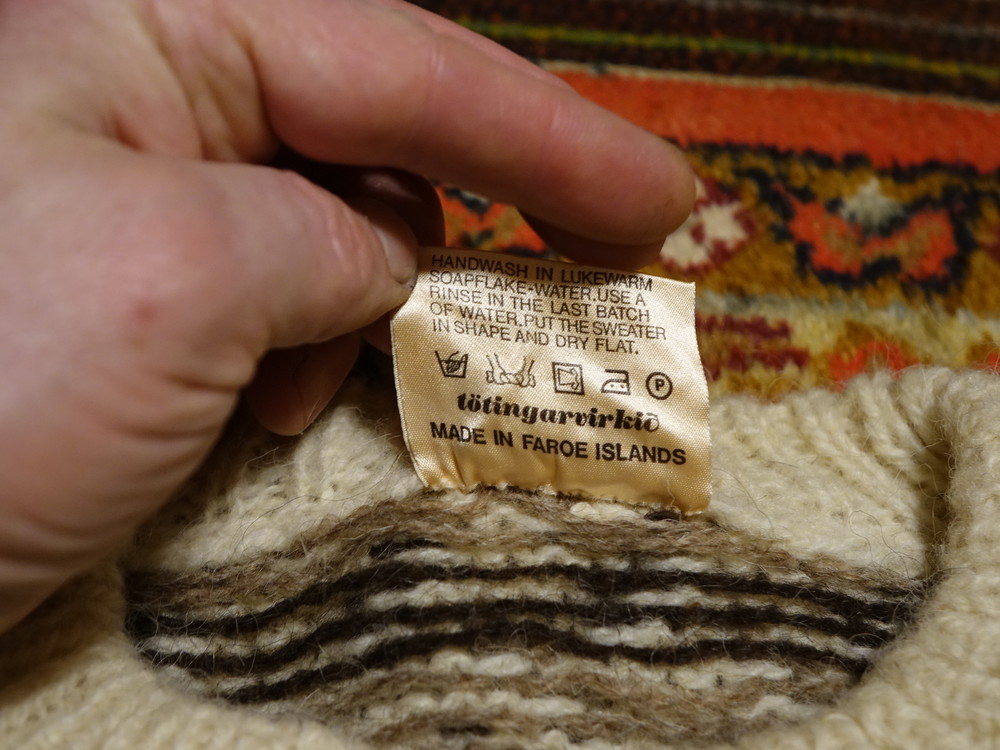 HANDWASH IN LUKEWARM
SOAPFLAKE-WATER.USE A
RINSE IN THE LAST BATCH
OF WATER.PUT THE SWEATER
IN SHAPE AND DRY FLAT.
P
tötingarvirkið
MADE IN FAROE ISLANDS